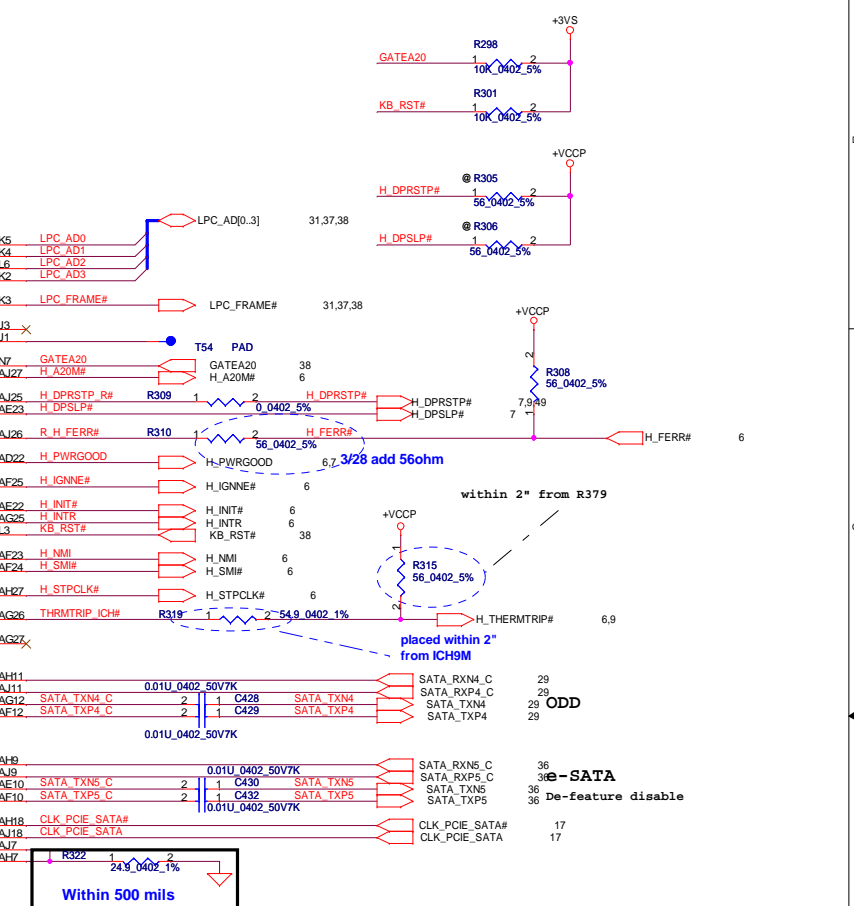 +3VS
R298
GATEA20 1 2
10K_0402_5%
R301
KB_RST# 1 2
10K_0402_5%
+VCCP
@ R305
H_DPRSTP# 1 2
56_0402_5%
@ R306
H_DPSLP# 1 2
56_0402_5%
LPC_AD[0..3] 31,37,38
K5 LPC_AD0
K4 LPC_AD1
L6 LPC_AD2
K2 LPC_AD3
K3 LPC_FRAME# LPC_FRAME# 31,37,38
+VCCP
J3
J1
T54 PAD
N7 GATEA20 GATEA20 38
AJ27 H_A20M# H_A20M# 6
2
R308
56_0402_5%
1
AJ25 H_DPRSTP_R# R309 1 2 H_DPRSTP# H_DPRSTP# 7,9,49
0_0402_5%
AE23 H_DPSLP# H_DPSLP# 7
AJ26 R_H_FERR# R310 1 2 H_FERR# H_FERR# 6
56_0402_5%
AD22 H_PWRGOOD H_PWRGOOD 6,7
3/28 add 56ohm
AF25 H_IGNNE# H_IGNNE# 6
within 2" from R379
AE22 H_INIT# H_INIT# 6
AG25 H_INTR H_INTR 6
L3 KB_RST# KB_RST# 38
+VCCP
AF23 H_NMI H_NMI 6
AF24 H_SMI# H_SMI# 6
1
R315
56_0402_5%
2
AH27 H_STPCLK# H_STPCLK# 6
AG26 THRMTRIP_ICH# R319 1 2 54.9_0402_1% H_THERMTRIP# 6,9
AG27
placed within 2"
from ICH9M
AH11 SATA_RXN4_C 29
AJ11 SATA_RXP4_C 29
0.01U_0402_50V7K
AG12 SATA_TXN4_C 2 1 C428 SATA_TXN4 SATA_TXN4 29
AF12 SATA_TXP4_C 2 1 C429 SATA_TXP4 SATA_TXP4 29
ODD
0.01U_0402_50V7K
AH9 SATA_RXN5_C 36
AJ9 SATA_RXP5_C 36
0.01U_0402_50V7K
e-SATA
AE10 SATA_TXN5_C 2 1 C430 SATA_TXN5 SATA_TXN5 36
AF10 SATA_TXP5_C 2 1 C432 SATA_TXP5 SATA_TXP5 36
De-feature disable
0.01U_0402_50V7K
AH18 CLK_PCIE_SATA# CLK_PCIE_SATA# 17
AJ18 CLK_PCIE_SATA CLK_PCIE_SATA 17
AJ7
AH7 R322 1 2
24.9_0402_1%
Within 500 mils